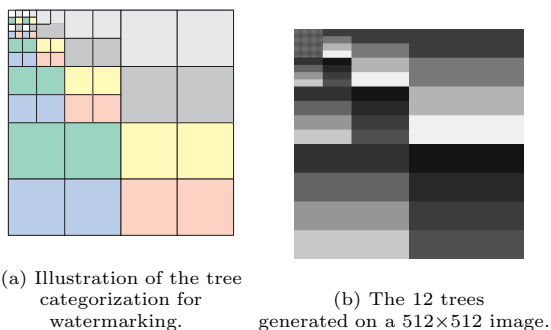 (a) Illustration of the tree
categorization for
watermarking.
(b) The 12 trees
generated on a 512×512 image.